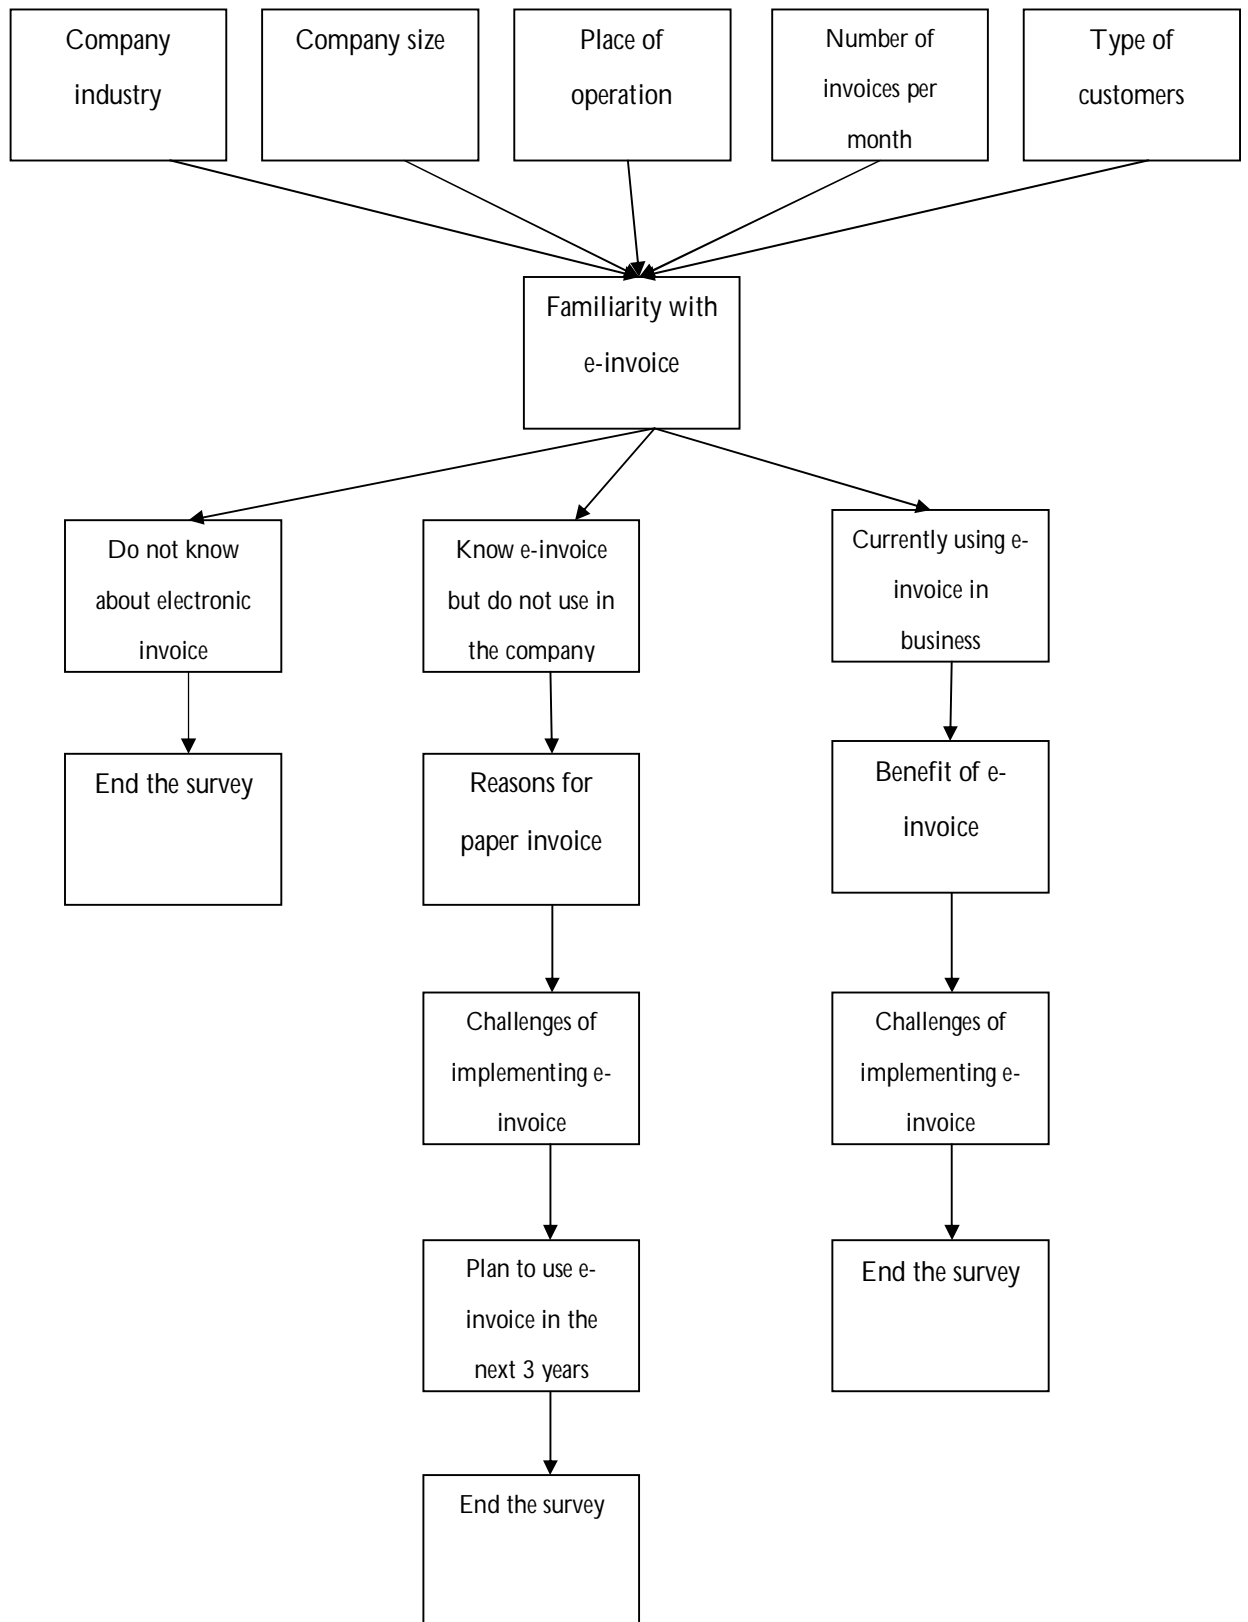 Company
industry
Company size
Place of
operation
Number of
invoices per
month
Type of
customers
Familiarity with
e-invoice
Do not know
about electronic
invoice
Know e-invoice
but do not use in
the company
Currently using e-
invoice in
business
End the survey
Reasons for
paper invoice
Benefit of e-
invoice
Challenges of
implementing e-
invoice
Challenges of
implementing e-
invoice
Plan to use e-
invoice in the
next 3 years
End the survey
End the survey